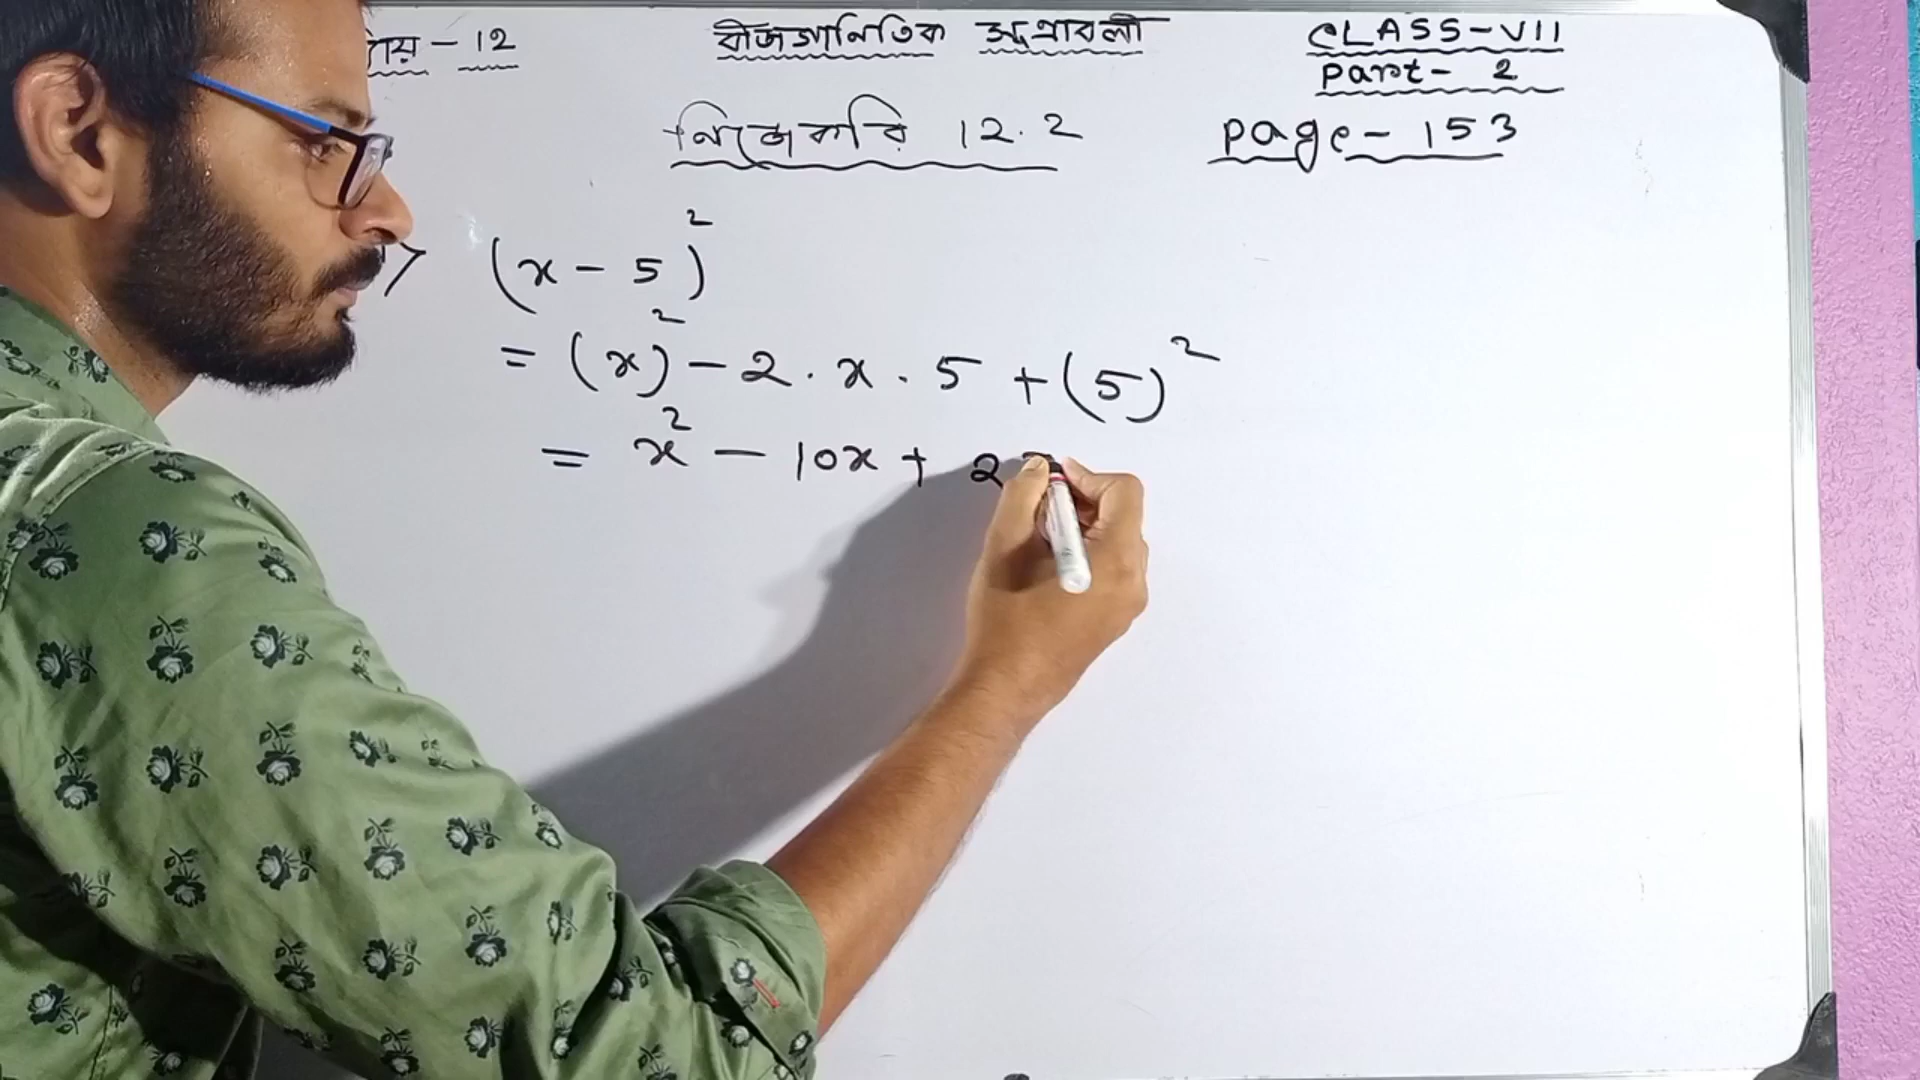 – 12
বীজগাণিতিক সূত্রাবলী
CLASS-VII
Part- 2
নিজেকরি 12.2
Page- 153
(x - 5)²
= (x)² - 2 . x . 5 + (5)²
= x² - 10x + 2